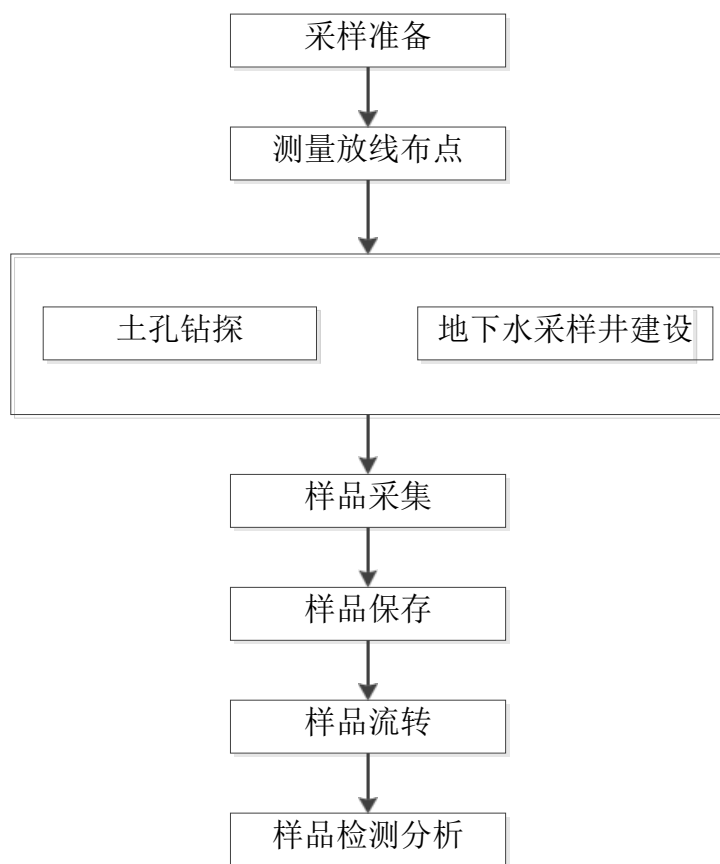 采样准备
测量放线布点
土孔钻探
地下水采样井建设
样品采集
样品保存
样品流转
样品检测分析